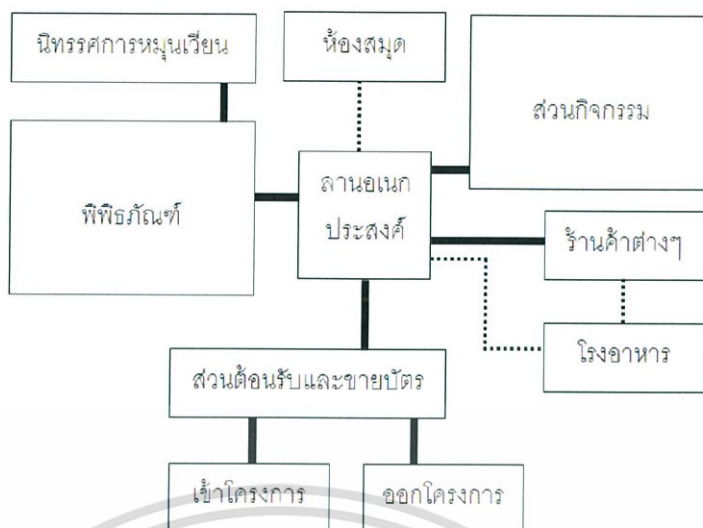 นิทรรศการหมุนเวียน
ห้องสมุด
ส่วนกิจกรรม
พิพิธภัณฑ์
ลานอเนก
ประสงค์
ร้านค้าต่างๆ
โรงอาหาร
ส่วนต้อนรับและขายบัตร
เข้าโครงการ
ออกโครงการ